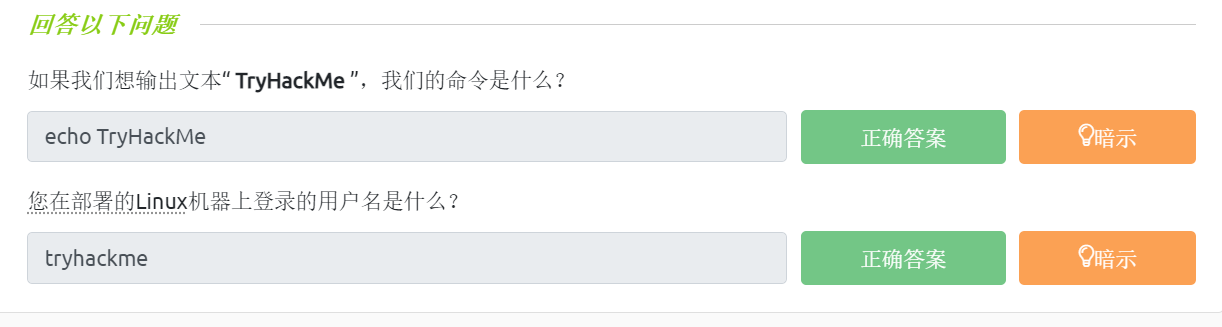 回答以下问题
如果我们想输出文本“ TryHackMe ”，我们的命令是什么？
echo TryHackMe
正确答案
暗示
您在部署的Linux机器上登录的用户名是什么？
tryhackme
正确答案
暗示